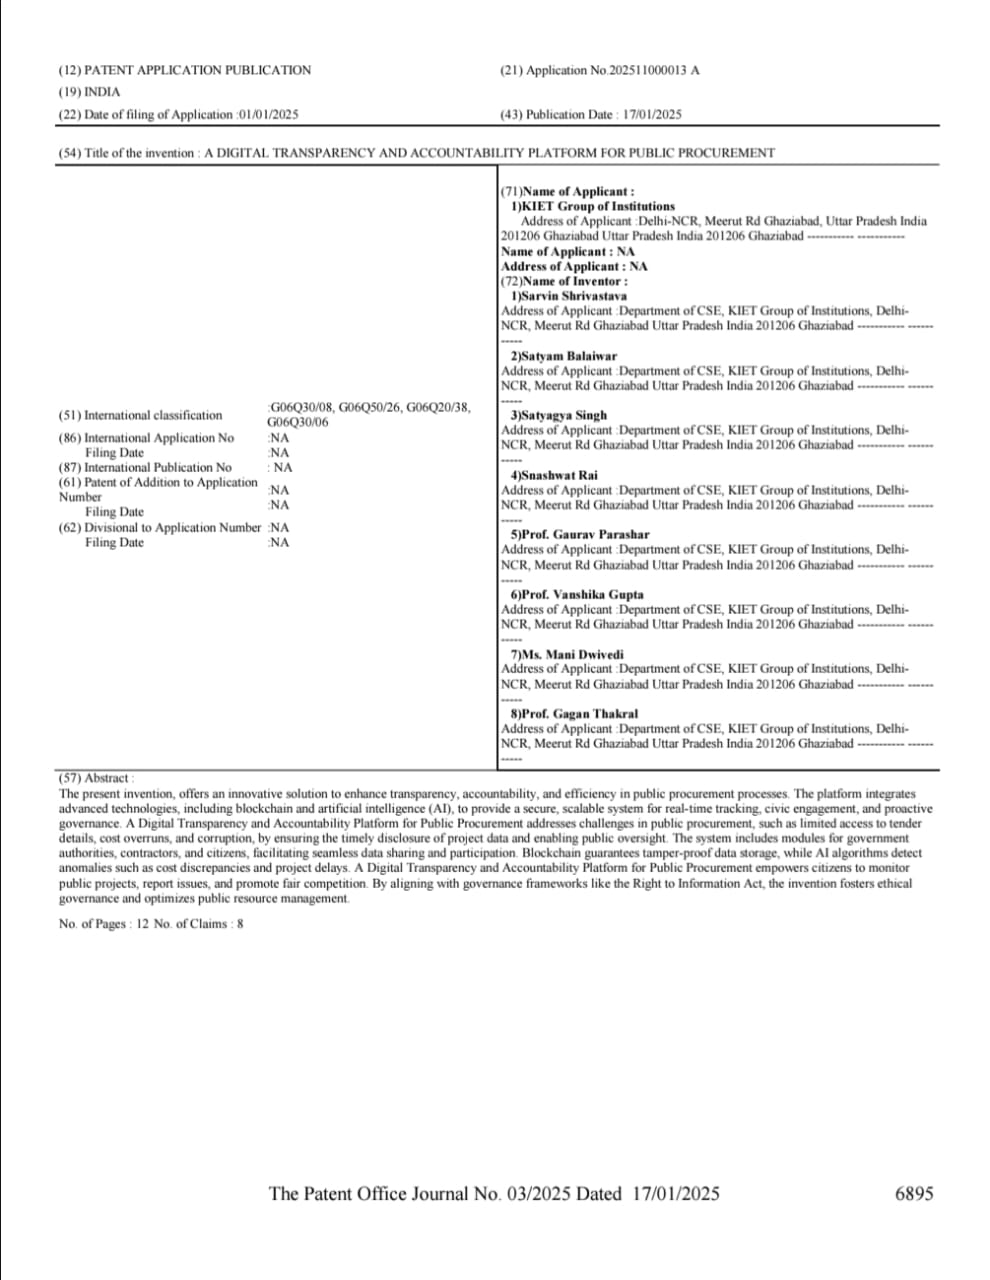 (12) PATENT APPLICATION PUBLICATION
(21) Application No.202511000013 A
(19) INDIA
(22) Date of filing of Application :01/01/2025
(43) Publication Date : 17/01/2025
(54) Title of the invention : A DIGITAL TRANSPARENCY AND ACCOUNTABILITY PLATFORM FOR PUBLIC PROCUREMENT
(51) International classification
:G06Q30/08, G06Q50/26, G06Q20/38,
G06Q30/06
(86) International Application No :NA
Filing Date :NA
(87) International Publication No : NA
(61) Patent of Addition to Application
Number :NA
Filing Date :NA
(62) Divisional to Application Number :NA
Filing Date :NA
(71)Name of Applicant :
1)KIET Group of Institutions
Address of Applicant :Delhi-NCR, Meerut Rd Ghaziabad, Uttar Pradesh India
201206 Ghaziabad Uttar Pradesh India 201206 Ghaziabad ----------- -----------
Name of Applicant : NA
Address of Applicant : NA
(72)Name of Inventor :
1)Sarvin Shrivastava
Address of Applicant :Department of CSE, KIET Group of Institutions, Delhi-
NCR, Meerut Rd Ghaziabad Uttar Pradesh India 201206 Ghaziabad ----------- ------
-----
2)Satyam Balaiwar
Address of Applicant :Department of CSE, KIET Group of Institutions, Delhi-
NCR, Meerut Rd Ghaziabad Uttar Pradesh India 201206 Ghaziabad ----------- ------
-----
3)Satyagya Singh
Address of Applicant :Department of CSE, KIET Group of Institutions, Delhi-
NCR, Meerut Rd Ghaziabad Uttar Pradesh India 201206 Ghaziabad ----------- ------
-----
4)Snashwat Rai
Address of Applicant :Department of CSE, KIET Group of Institutions, Delhi-
NCR, Meerut Rd Ghaziabad Uttar Pradesh India 201206 Ghaziabad ----------- ------
-----
5)Prof. Gaurav Parashar
Address of Applicant :Department of CSE, KIET Group of Institutions, Delhi-
NCR, Meerut Rd Ghaziabad Uttar Pradesh India 201206 Ghaziabad ----------- ------
-----
6)Prof. Vanshika Gupta
Address of Applicant :Department of CSE, KIET Group of Institutions, Delhi-
NCR, Meerut Rd Ghaziabad Uttar Pradesh India 201206 Ghaziabad ----------- ------
-----
7)Ms. Mani Dwivedi
Address of Applicant :Department of CSE, KIET Group of Institutions, Delhi-
NCR, Meerut Rd Ghaziabad Uttar Pradesh India 201206 Ghaziabad ----------- ------
-----
8)Prof. Gagan Thakral
Address of Applicant :Department of CSE, KIET Group of Institutions, Delhi-
NCR, Meerut Rd Ghaziabad Uttar Pradesh India 201206 Ghaziabad ----------- ------
-----
(57) Abstract :
The present invention, offers an innovative solution to enhance transparency, accountability, and efficiency in public procurement processes. The platform integrates
advanced technologies, including blockchain and artificial intelligence (AI), to provide a secure, scalable system for real-time tracking, civic engagement, and proactive
governance. A Digital Transparency and Accountability Platform for Public Procurement addresses challenges in public procurement, such as limited access to tender
details, cost overruns, and corruption, by ensuring the timely disclosure of project data and enabling public oversight. The system includes modules for government
authorities, contractors, and citizens, facilitating seamless data sharing and participation. Blockchain guarantees tamper-proof data storage, while AI algorithms detect
anomalies such as cost discrepancies and project delays. A Digital Transparency and Accountability Platform for Public Procurement empowers citizens to monitor
public projects, report issues, and promote fair competition. By aligning with governance frameworks like the Right to Information Act, the invention fosters ethical
governance and optimizes public resource management.
No. of Pages : 12 No. of Claims : 8
The Patent Office Journal No. 03/2025 Dated 17/01/2025
6895